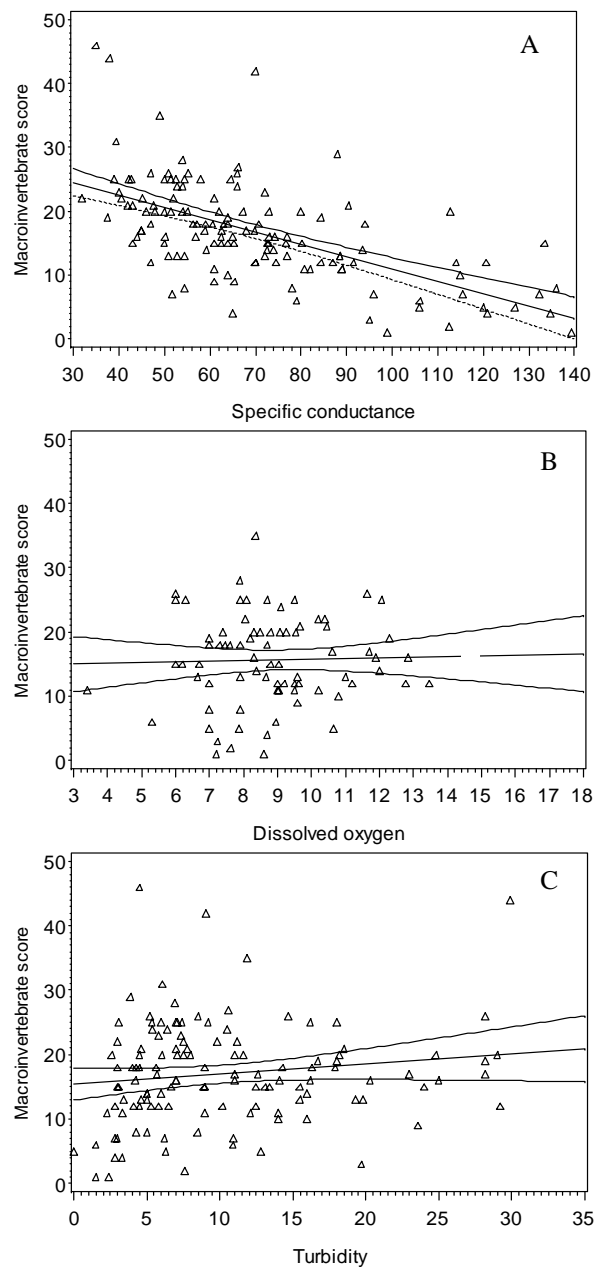 50
40
30
20
10
0
A
Macroinvertebrate score
30 40 50 60 70 80 90 100 110 120 130 140
Specific conductance
50
40
30
20
10
0
B
Macroinvertebrate score
3 4 5 6 7 8 9 10 11 12 13 14 15 16 17 18
Dissolved oxygen
50
40
30
20
10
0
C
Macroinvertebrate score
0 5 10 15 20 25 30 35
Turbidity